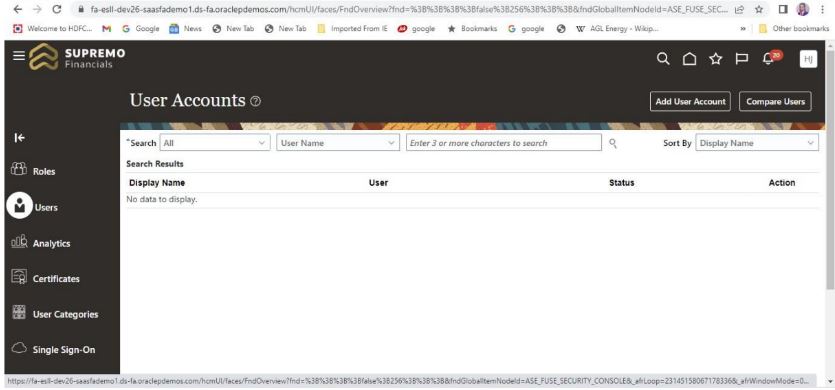 fa-esll-dev26-saasfademo1.ds-fa.oraclepdemos.com/hcmUI/faces/FndOverview?fnd=%3B%3B%3B%3Bfalse%3B256%3B%3B%3B&fndGlobalItemNodeId=ASE_FUSE_SEC...
Welcome to HDFC... M G Google News New Tab New Tab Imported From IE google Bookmarks G google W AGL Energy - Wikip... » Other bookmarks
SUPREMO
Financials
20
HJ
User Accounts ?
Add User Account Compare Users
*Search All User Name Enter 3 or more characters to search Sort By Display Name
Search Results
Display Name User Status Action
No data to display.
Roles
Users
Analytics
Certificates
User Categories
Single Sign-On
https://fa-esll-dev26-saasfademo1.ds-fa.oraclepdemos.com/hcmUI/faces/FndOverview?fnd=%3B%3B%3B%3Bfalse%3B256%3B%3B%3B&fndGlobalItemNodeId=ASE_FUSE_SECURITY_CONSOLE&_afrLoop=23145158067178336&_afrWindowMode=0...